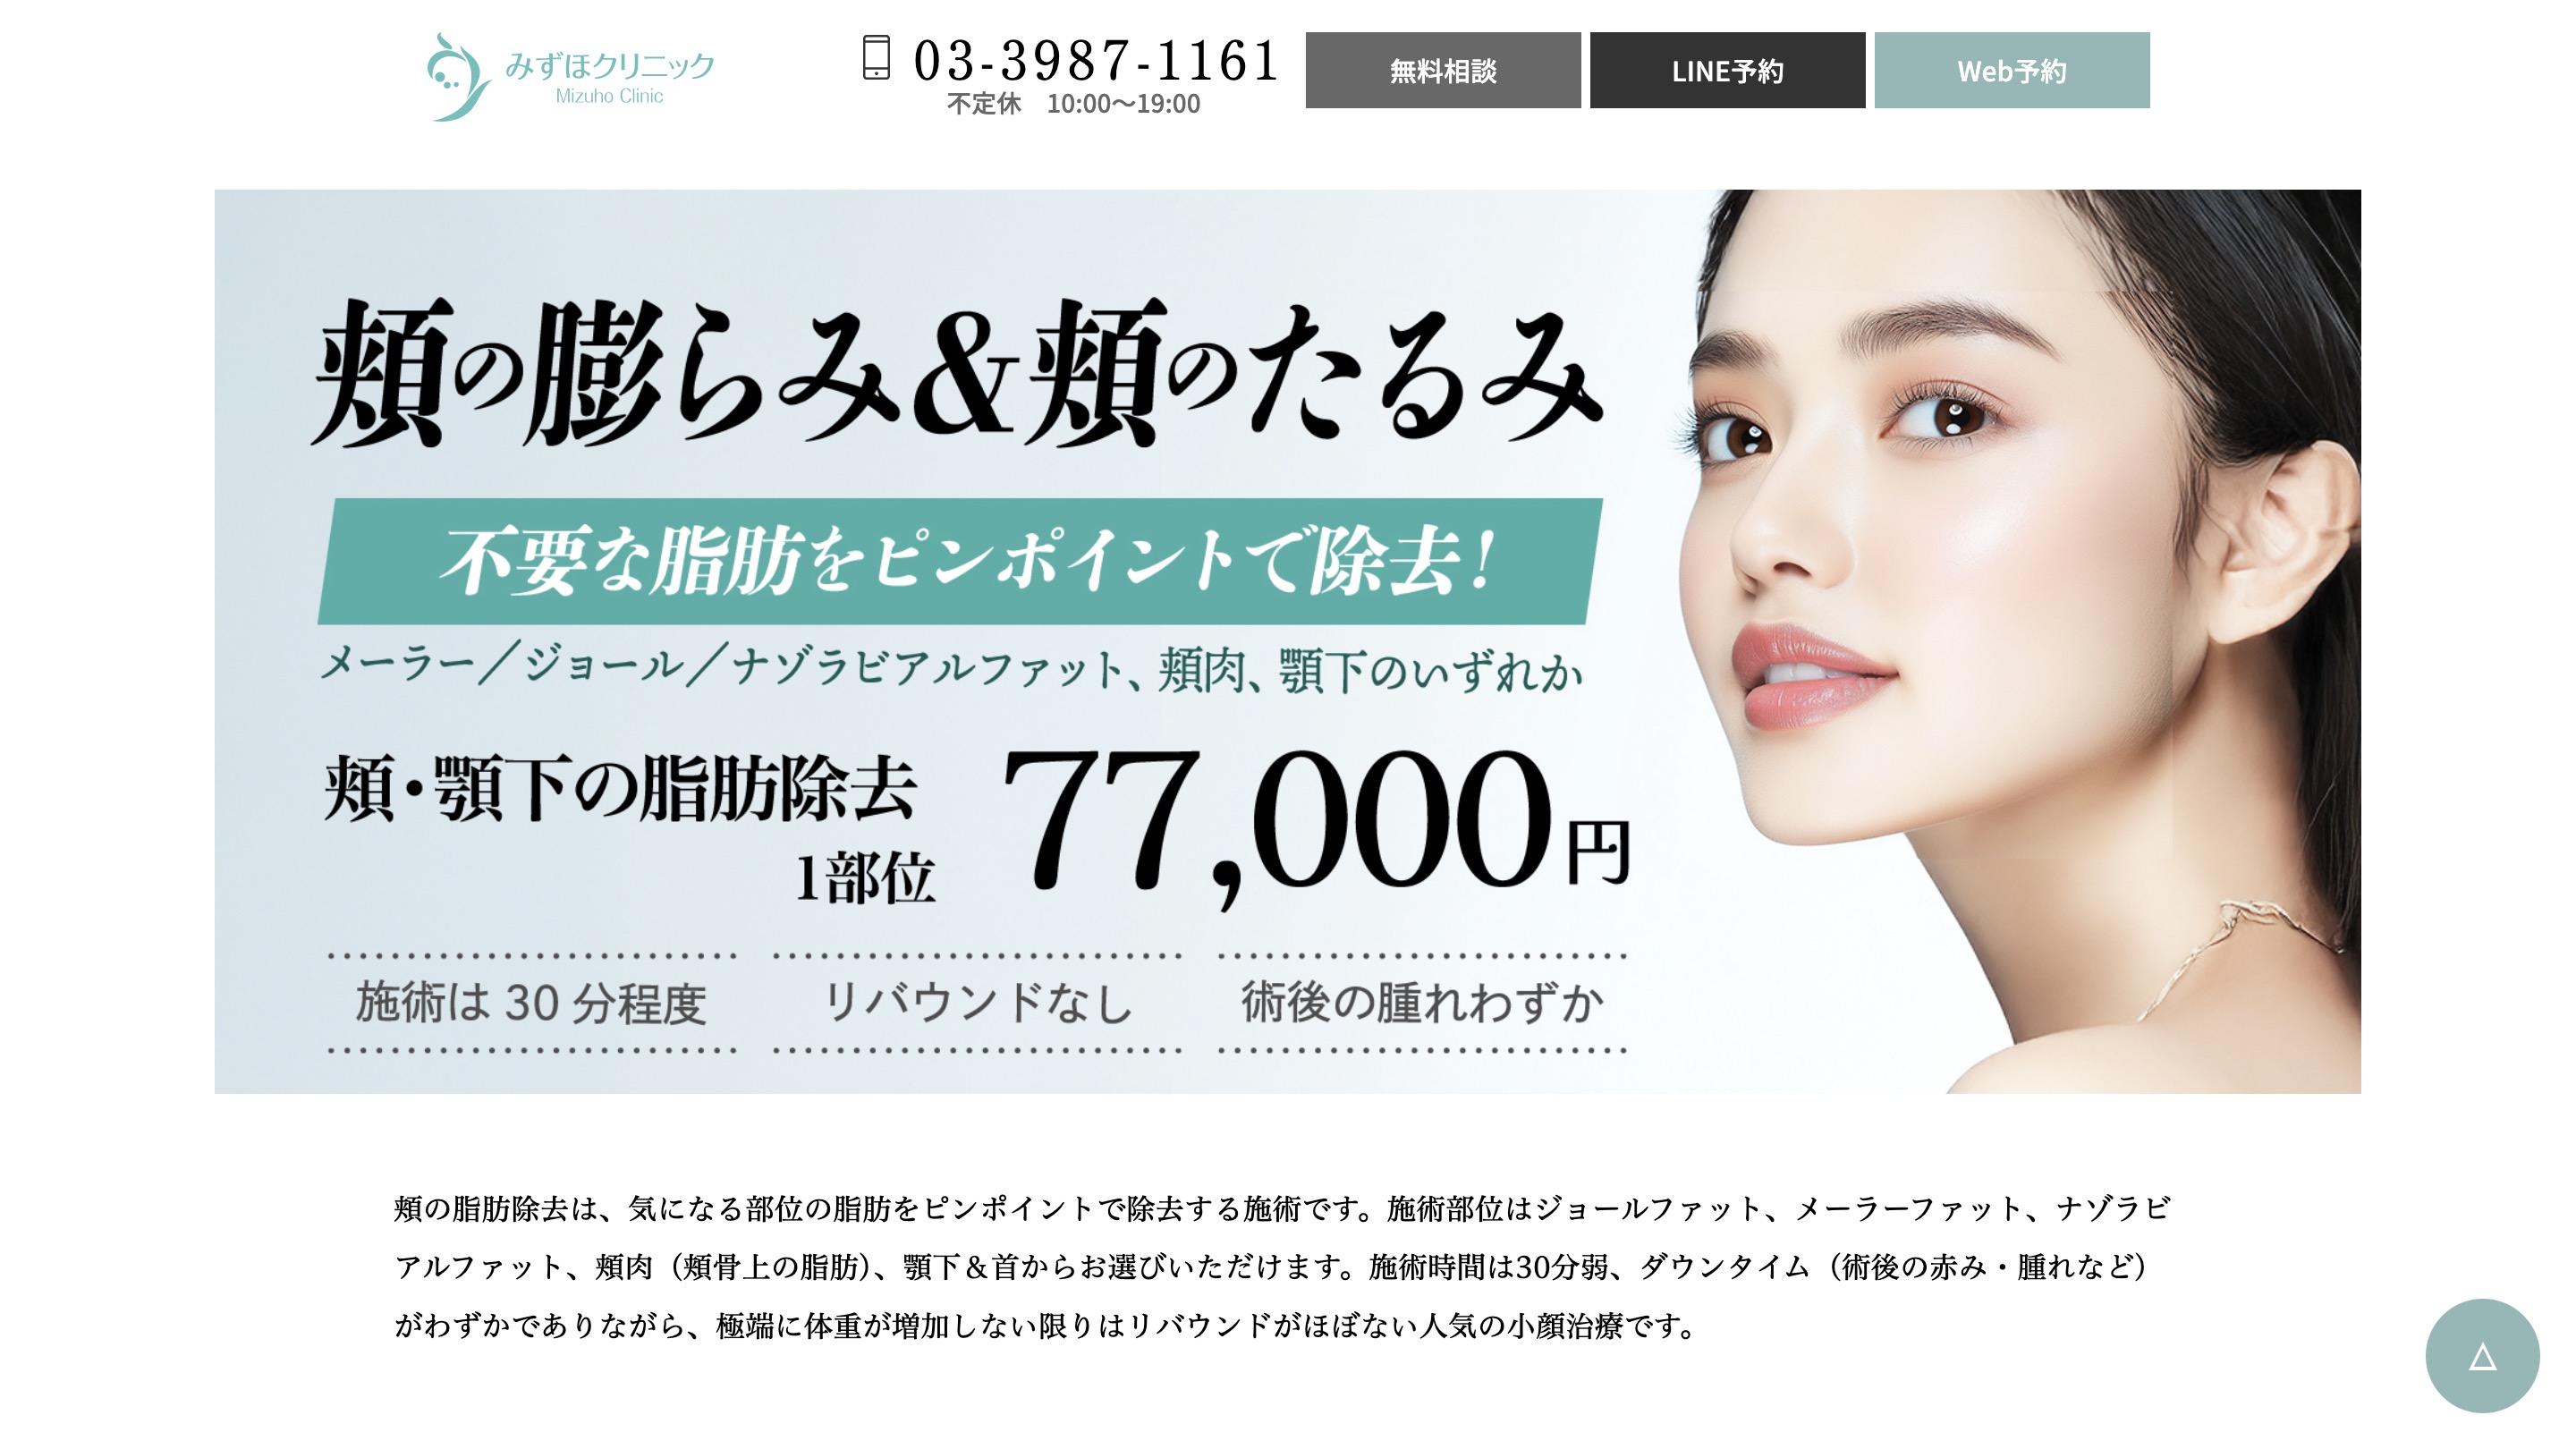 みずほクリニック
Mizuho Clinic
03-3987-1161
不定休　10:00〜19:00
無料相談
LINE予約
Web予約
頬の膨らみ&頬のたるみ
不要な脂肪をピンポイントで除去！
メーラー／ジョール／ナゾラビアルファット、頬肉、顎下のいずれか
頬・顎下の脂肪除去
1部位
77,000円
施術は 30 分程度
リバウンドなし
術後の腫れわずか
頬の脂肪除去は、気になる部位の脂肪をピンポイントで除去する施術です。施術部位はジョールファット、メーラーファット、ナゾラビ
アルファット、頬肉（頬骨上の脂肪）、顎下＆首からお選びいただけます。施術時間は30分弱、ダウンタイム（術後の赤み・腫れなど）
がわずかでありながら、極端に体重が増加しない限りはリバウンドがほぼない人気の小顔治療です。
△